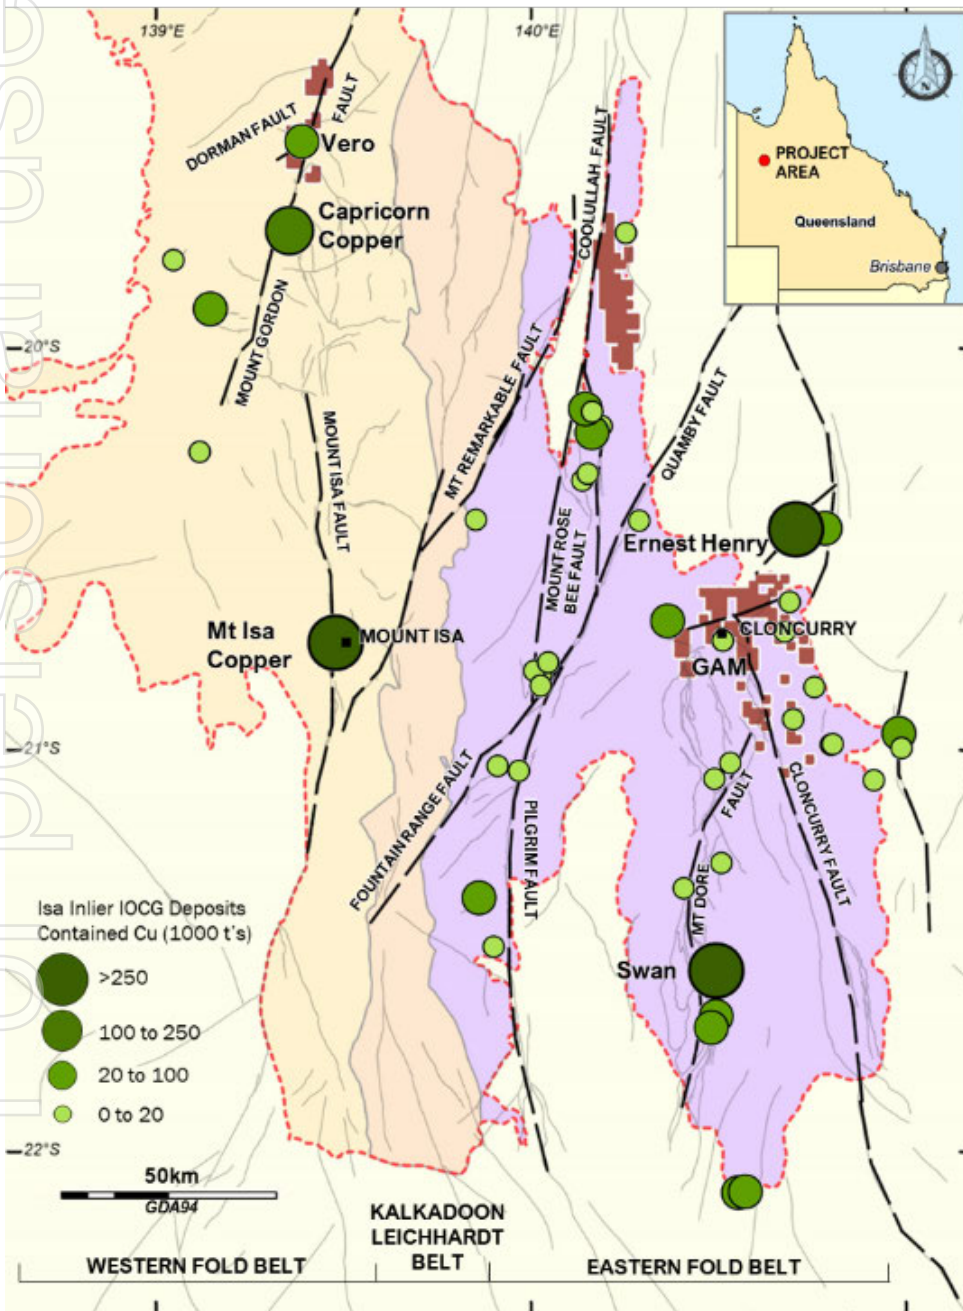 139°E
140°E
DORMAN FAULT
FAULT
Vero
Capricorn
Copper
MOUNT GORDON
COOLULLAH FAULT
PROJECT
AREA
Queensland
Brisbane
N
20°S
MT REMARKABLE FAULT
QUAMBY FAULT
MOUNT ISA FAULT
MOUNT ROSE
BEE FAULT
Ernest Henry
Mt Isa
Copper
MOUNT ISA
CLONCURRY
GAM
21°S
FOUNTAIN RANGE FAULT
PILGRIM FAULT
FAULT
MT DORE
CLONCURRY FAULT
Swan
Isa Inlier IOCG Deposits
Contained Cu (1000 t's)
>250
100 to 250
20 to 100
0 to 20
22°S
50km
GDA94
KALKADOON
LEICHHARDT
BELT
WESTERN FOLD BELT
EASTERN FOLD BELT